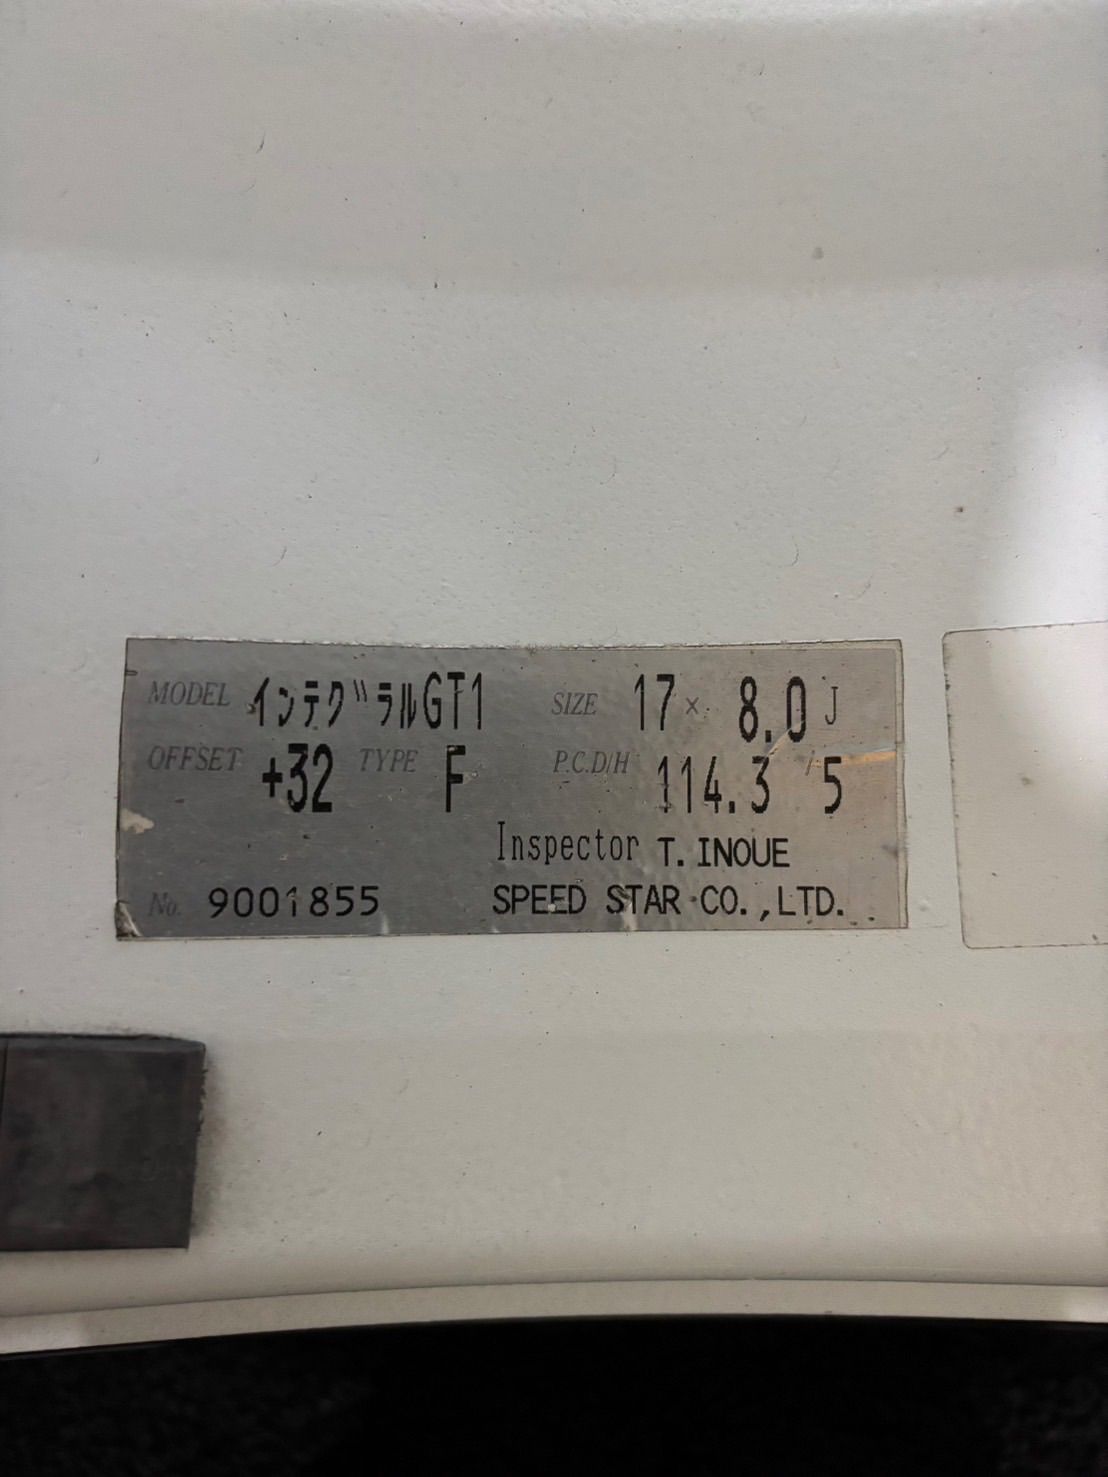 MODEL インテグラルGT1 SIZE 17 × 8.0 J
OFFSET +32 TYPE F P.C.D/H 114.3 / 5
Inspector T. INOUE
No. 9001855 SPEED STAR CO.,LTD.